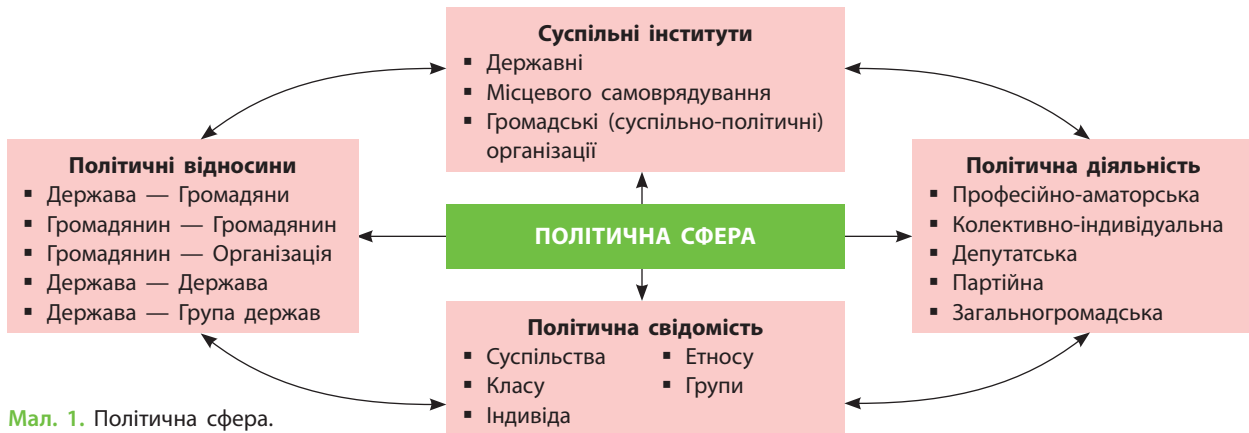 Суспільні інститути
▪ Державні
▪ Місцевого самоврядування
▪ Громадські (суспільно-політичні)
організації
Політичні відносини
▪ Держава — Громадяни
▪ Громадянин — Громадянин
▪ Громадянин — Організація
▪ Держава — Держава
▪ Держава — Група держав
ПОЛІТИЧНА СФЕРА
Політична діяльність
▪ Професійно-аматорська
▪ Колективно-індивідуальна
▪ Депутатська
▪ Партійна
▪ Загальногромадська
Політична свідомість
▪ Суспільства ▪ Етносу
▪ Класу ▪ Групи
▪ Індивіда
Мал. 1. Політична сфера.